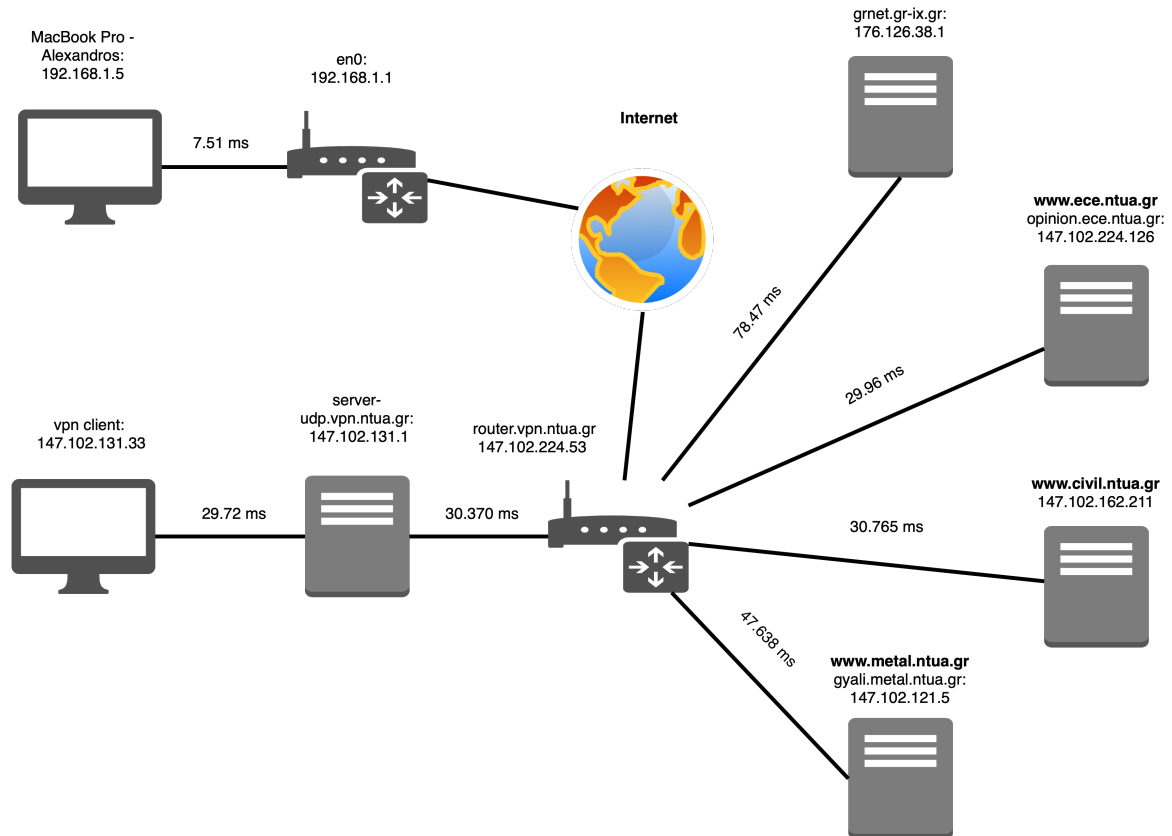 MacBook Pro -
Alexandros:
192.168.1.5
7.51 ms
en0:
192.168.1.1
Internet
grnet.gr-ix.gr:
176.126.38.1
78.47 ms
www.ece.ntua.gr
opinion.ece.ntua.gr:
147.102.224.126
29.96 ms
vpn client:
147.102.131.33
29.72 ms
server-
udp.vpn.ntua.gr:
147.102.131.1
30.370 ms
router.vpn.ntua.gr
147.102.224.53
30.765 ms
www.civil.ntua.gr
147.102.162.211
47.638 ms
www.metal.ntua.gr
gyali.metal.ntua.gr:
147.102.121.5